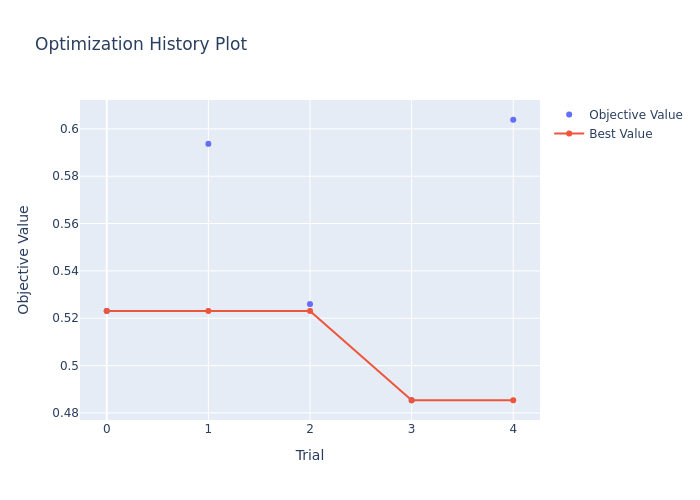 Optimization History Plot
Objective Value
Best Value
0.6
0.58
0.56
0.54
0.52
0.5
0.48
Objective Value
0
1
2
3
4
Trial